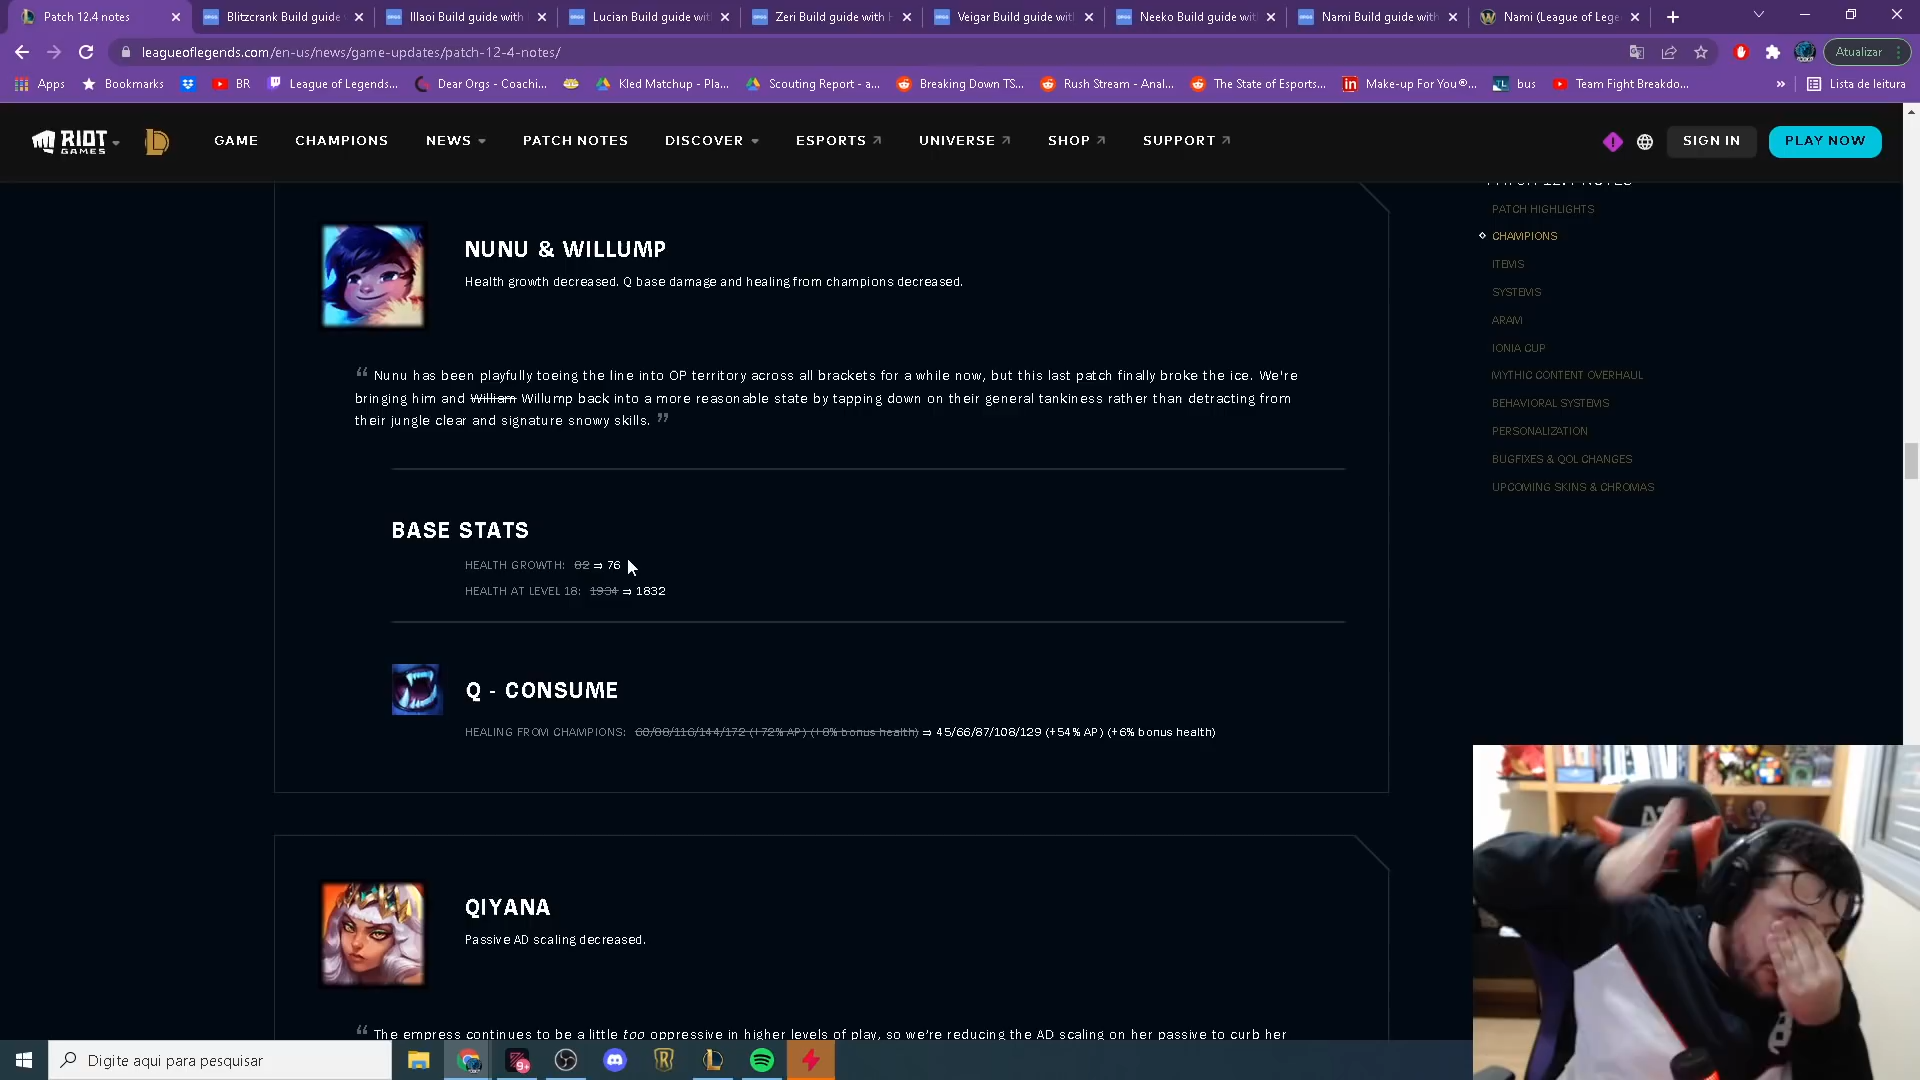 Patch 12.4 notes
Blitzcrank Build guide
Illaoi Build guide with
Lucian Build guide wit
Zeri Build guide with
Veigar Build guide wit
Neeko Build guide wit
Nami Build guide with
Nami (League of Lege
leagueoflegends.com/en-us/news/game-updates/patch-12-4-notes/
Atualizar
Apps
Bookmarks
BR
League of Legends...
Dear Orgs - Coachi...
Kled Matchup - Pla...
Scouting Report - a...
Breaking Down TS...
Rush Stream - Anal...
The State of Esports...
Make-up For You®...
bus
Team Fight Breakdo...
»
Lista de leitura
RIOT GAMES
GAME
CHAMPIONS
NEWS
PATCH NOTES
DISCOVER
ESPORTS
UNIVERSE
SHOP
SUPPORT
SIGN IN
PLAY NOW
PATCH 12.4 NOTES
PATCH HIGHLIGHTS
CHAMPIONS
ITEMS
SYSTEMS
ARAM
IONIA CUP
MYTHIC CONTENT OVERHAUL
BEHAVIORAL SYSTEMS
PERSONALIZATION
BUGFIXES & QOL CHANGES
UPCOMING SKINS & CHROMAS
NUNU & WILLUMP
Health growth decreased. Q base damage and healing from champions decreased.
“ Nunu has been playfully toeing the line into OP territory across all brackets for a while now, but this last patch finally broke the ice. We're
bringing him and William Willump back into a more reasonable state by tapping down on their general tankiness rather than detracting from
their jungle clear and signature snowy skills. ”
BASE STATS
HEALTH GROWTH: 82 ⇒ 76
HEALTH AT LEVEL 18: 1934 ⇒ 1832
Q - CONSUME
HEALING FROM CHAMPIONS: 60/88/116/144/172 (+72% AP) (+8% bonus health) ⇒ 45/66/87/108/129 (+54% AP) (+6% bonus health)
QIYANA
Passive AD scaling decreased.
“ The empress continues to be a little too oppressive in higher levels of play, so we're reducing the AD scaling on her passive to curb her
Digite aqui para pesquisar
9+